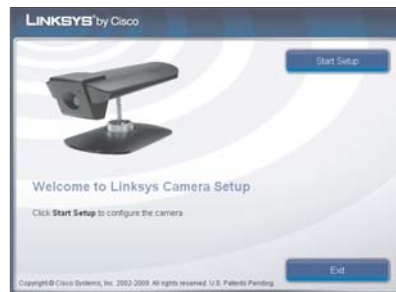 LINKSYS® by Cisco
Start Setup
Welcome to Linksys Camera Setup
Click Start Setup to configure the camera.
Exit
Copyright © Cisco Systems, Inc. 2002-2009. All rights reserved. U.S. Patents Pending.